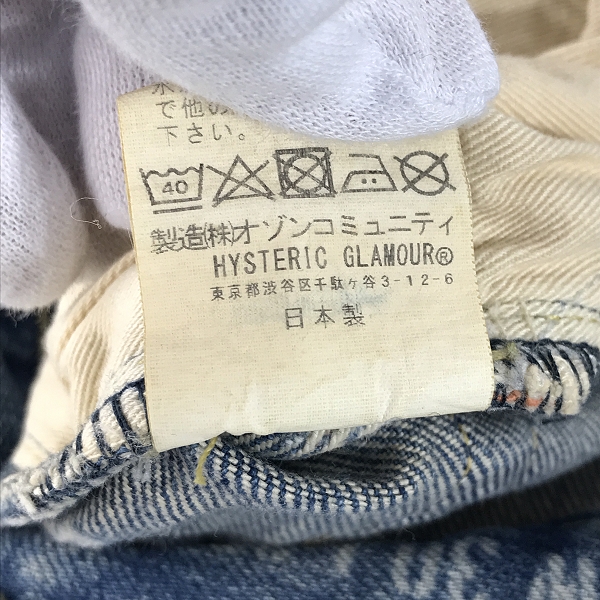 で他の
下さい。
40
製造(株)オゾンコミュニティ
HYSTERIC GLAMOUR®
東京都渋谷区千駄ヶ谷3-12-6
日本製